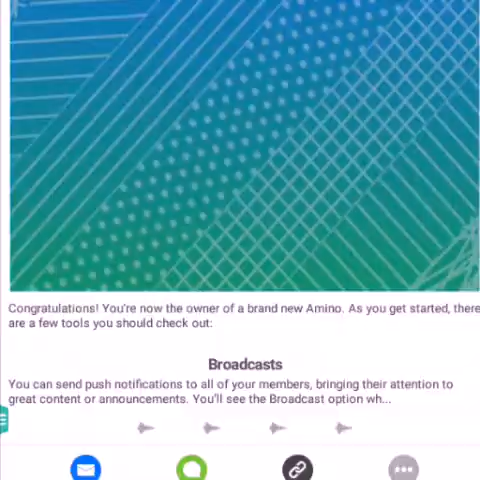 Congratulations! You're now the owner of a brand new Amino. As you get started, there
are a few tools you should check out:
Broadcasts
You can send push notifications to all of your members, bringing their attention to
great content or announcements. You'll see the Broadcast option wh...